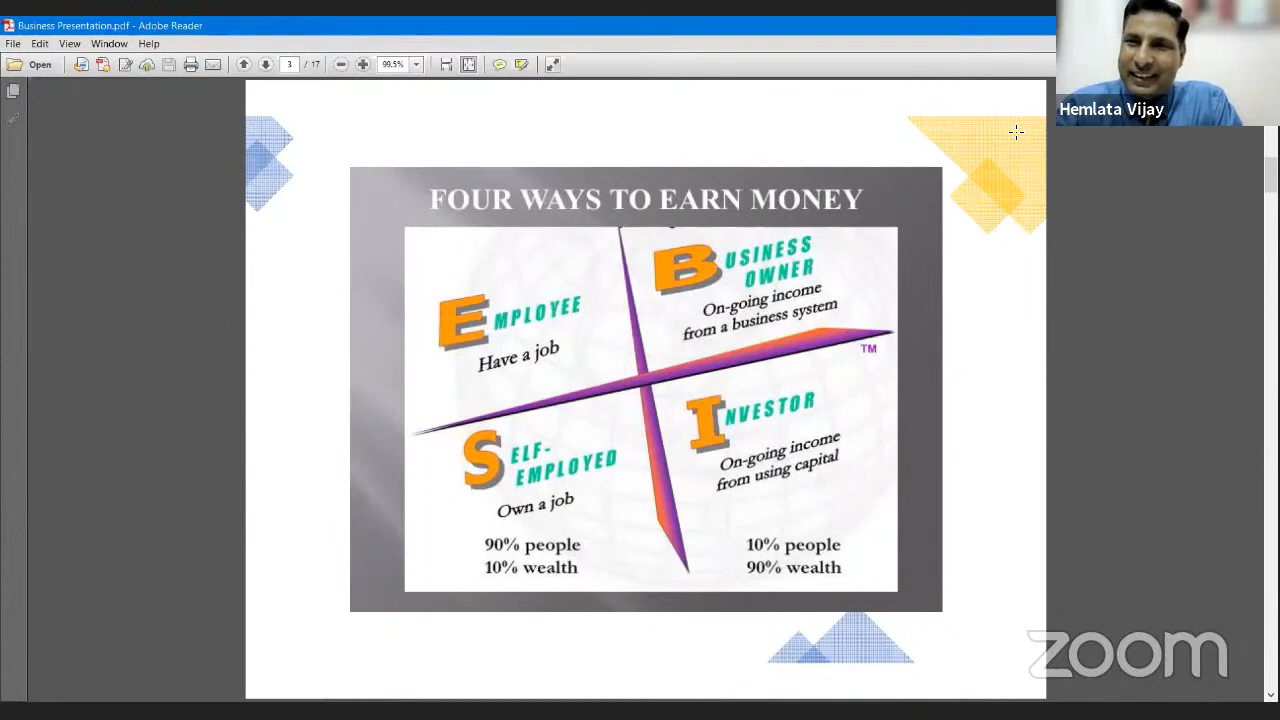 Business Presentation.pdf - Adobe Reader
File Edit View Window Help
Open 3 / 17 99.5%
Hemlata Vijay
FOUR WAYS TO EARN MONEY
EMPLOYEE
Have a job
BUSINESS
OWNER
On-going income
from a business system
TM
SELF-
EMPLOYED
Own a job
INVESTOR
On-going income
from using capital
90% people
10% wealth
10% people
90% wealth
zoom